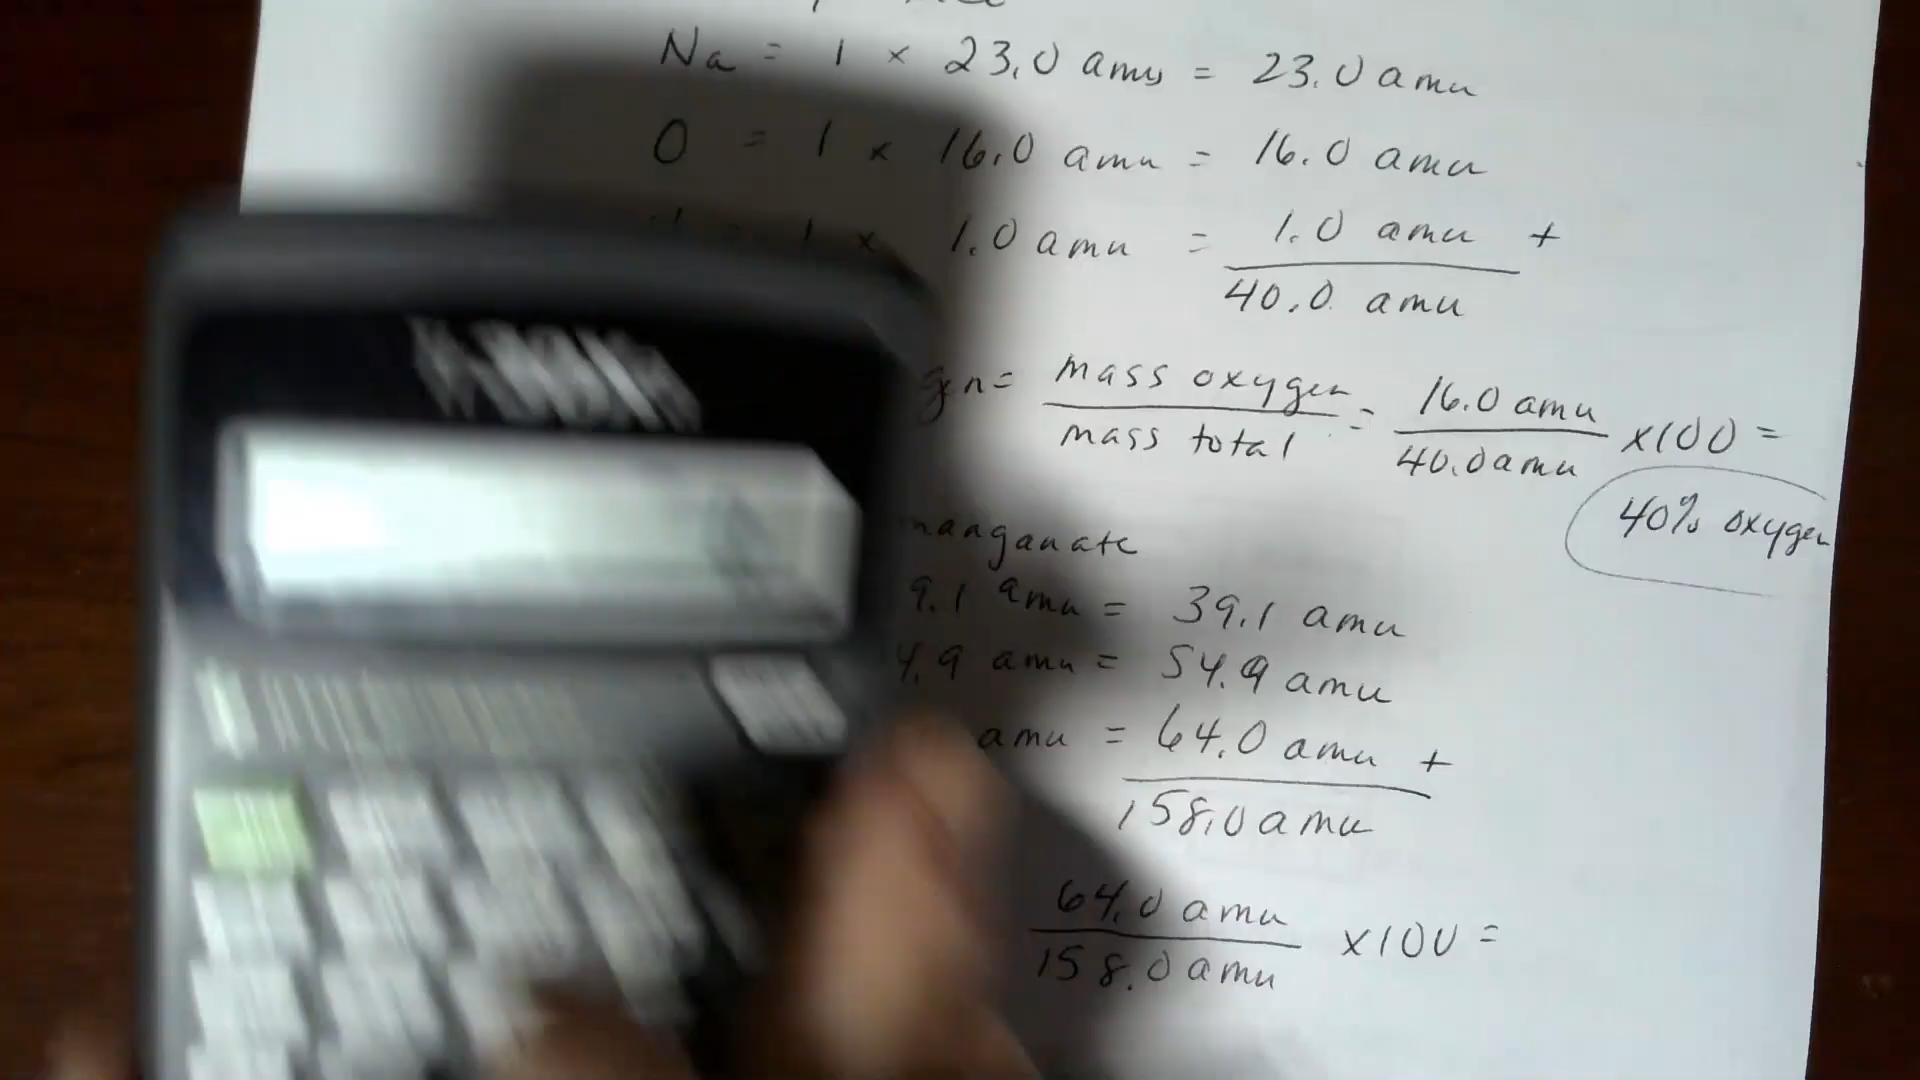 Na = 1 x 23.0 amu = 23.0 amu
O = 1 x 16.0 amu = 16.0 amu
1 x 1.0 amu = 1.0 amu +
40.0 amu
gen = mass oxygen / mass total = 16.0 amu / 40.0 amu x100 =
40% oxygen
manganate
9.1 amu = 39.1 amu
4.9 amu = 54.9 amu
amu = 64.0 amu +
158.0 amu
64.0 amu / 158.0 amu x100 =